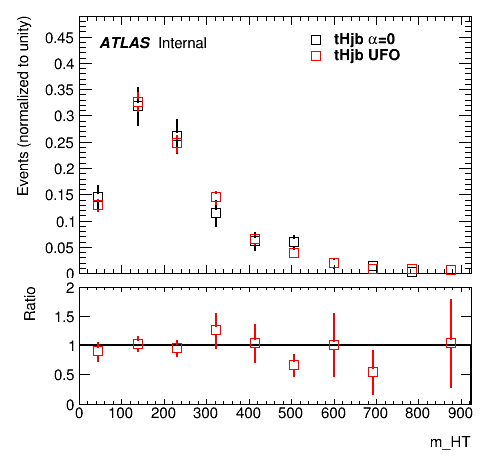 ATLAS Internal
tHjb α=0
tHjb UFO
Events (normalized to unity)
0.45
0.4
0.35
0.3
0.25
0.2
0.15
0.1
0.05
0
Ratio
2
1.5
1
0.5
0
0 100 200 300 400 500 600 700 800 900
m_HT